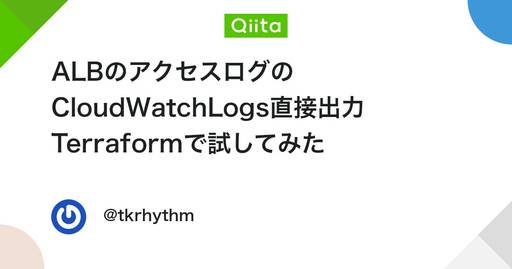 Qiita
ALBのアクセスログの
CloudWatchLogs直接出力
Terraformで試してみた
@tkrhythm